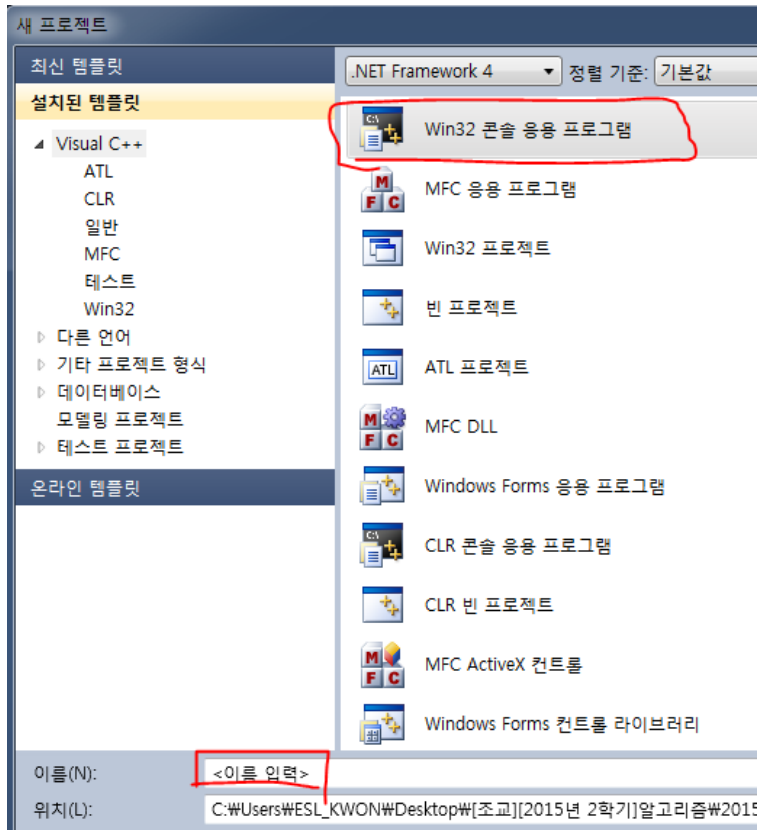 새 프로젝트
최신 템플릿
설치된 템플릿
Visual C++
ATL
CLR
일반
MFC
테스트
Win32
다른 언어
기타 프로젝트 형식
데이터베이스
모델링 프로젝트
테스트 프로젝트
온라인 템플릿
.NET Framework 4
정렬 기준: 기본값
Win32 콘솔 응용 프로그램
MFC 응용 프로그램
Win32 프로젝트
빈 프로젝트
ATL 프로젝트
MFC DLL
Windows Forms 응용 프로그램
CLR 콘솔 응용 프로그램
CLR 빈 프로젝트
MFC ActiveX 컨트롤
Windows Forms 컨트롤 라이브러리
이름(N): <이름 입력>
위치(L): C:₩Users₩ESL_KWON₩Desktop₩[조교][2015년 2학기]알고리즘₩2015